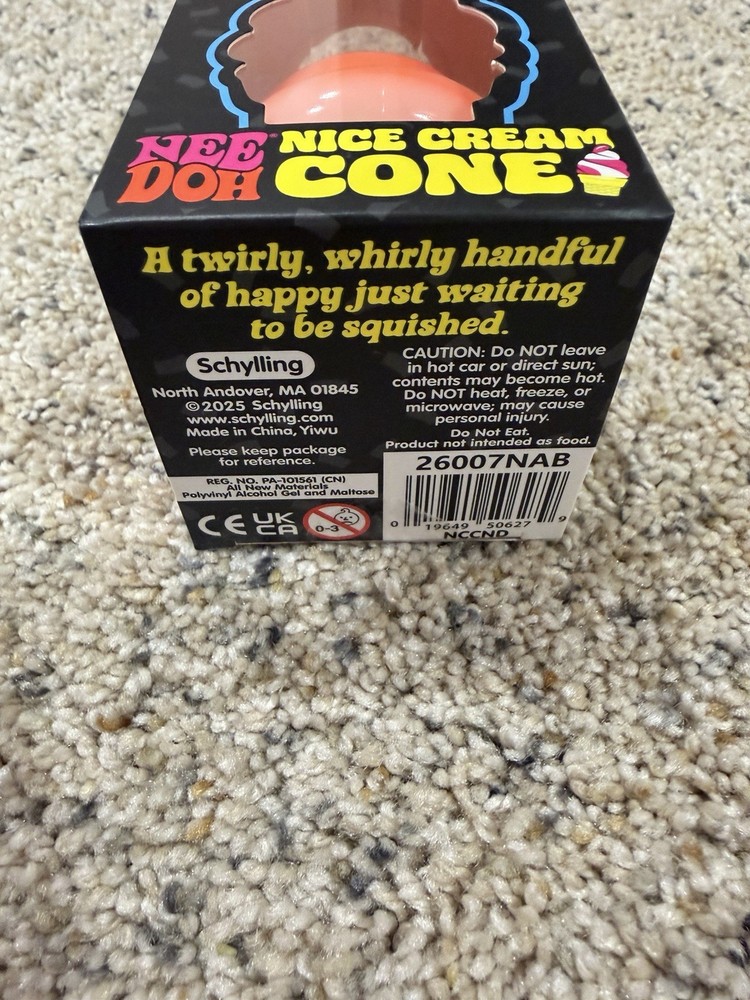 NEE DOH NICE CREAM CONE
A twirly, whirly handful
of happy just waiting
to be squished.
Schylling
North Andover, MA 01845
©2025 Schylling
www.schylling.com
Made in China, Yiwu
Please keep package
for reference.
REG. NO. PA-101561 (CN)
All New Materials
Polyvinyl Alcohol Gel and Maltose
CE UK CA 0-3
CAUTION: Do NOT leave
in hot car or direct sun;
contents may become hot.
Do NOT heat, freeze, or
microwave; may cause
personal injury.
Do Not Eat.
Product not intended as food.
26007NAB
0 19649 50627 9
NCCND